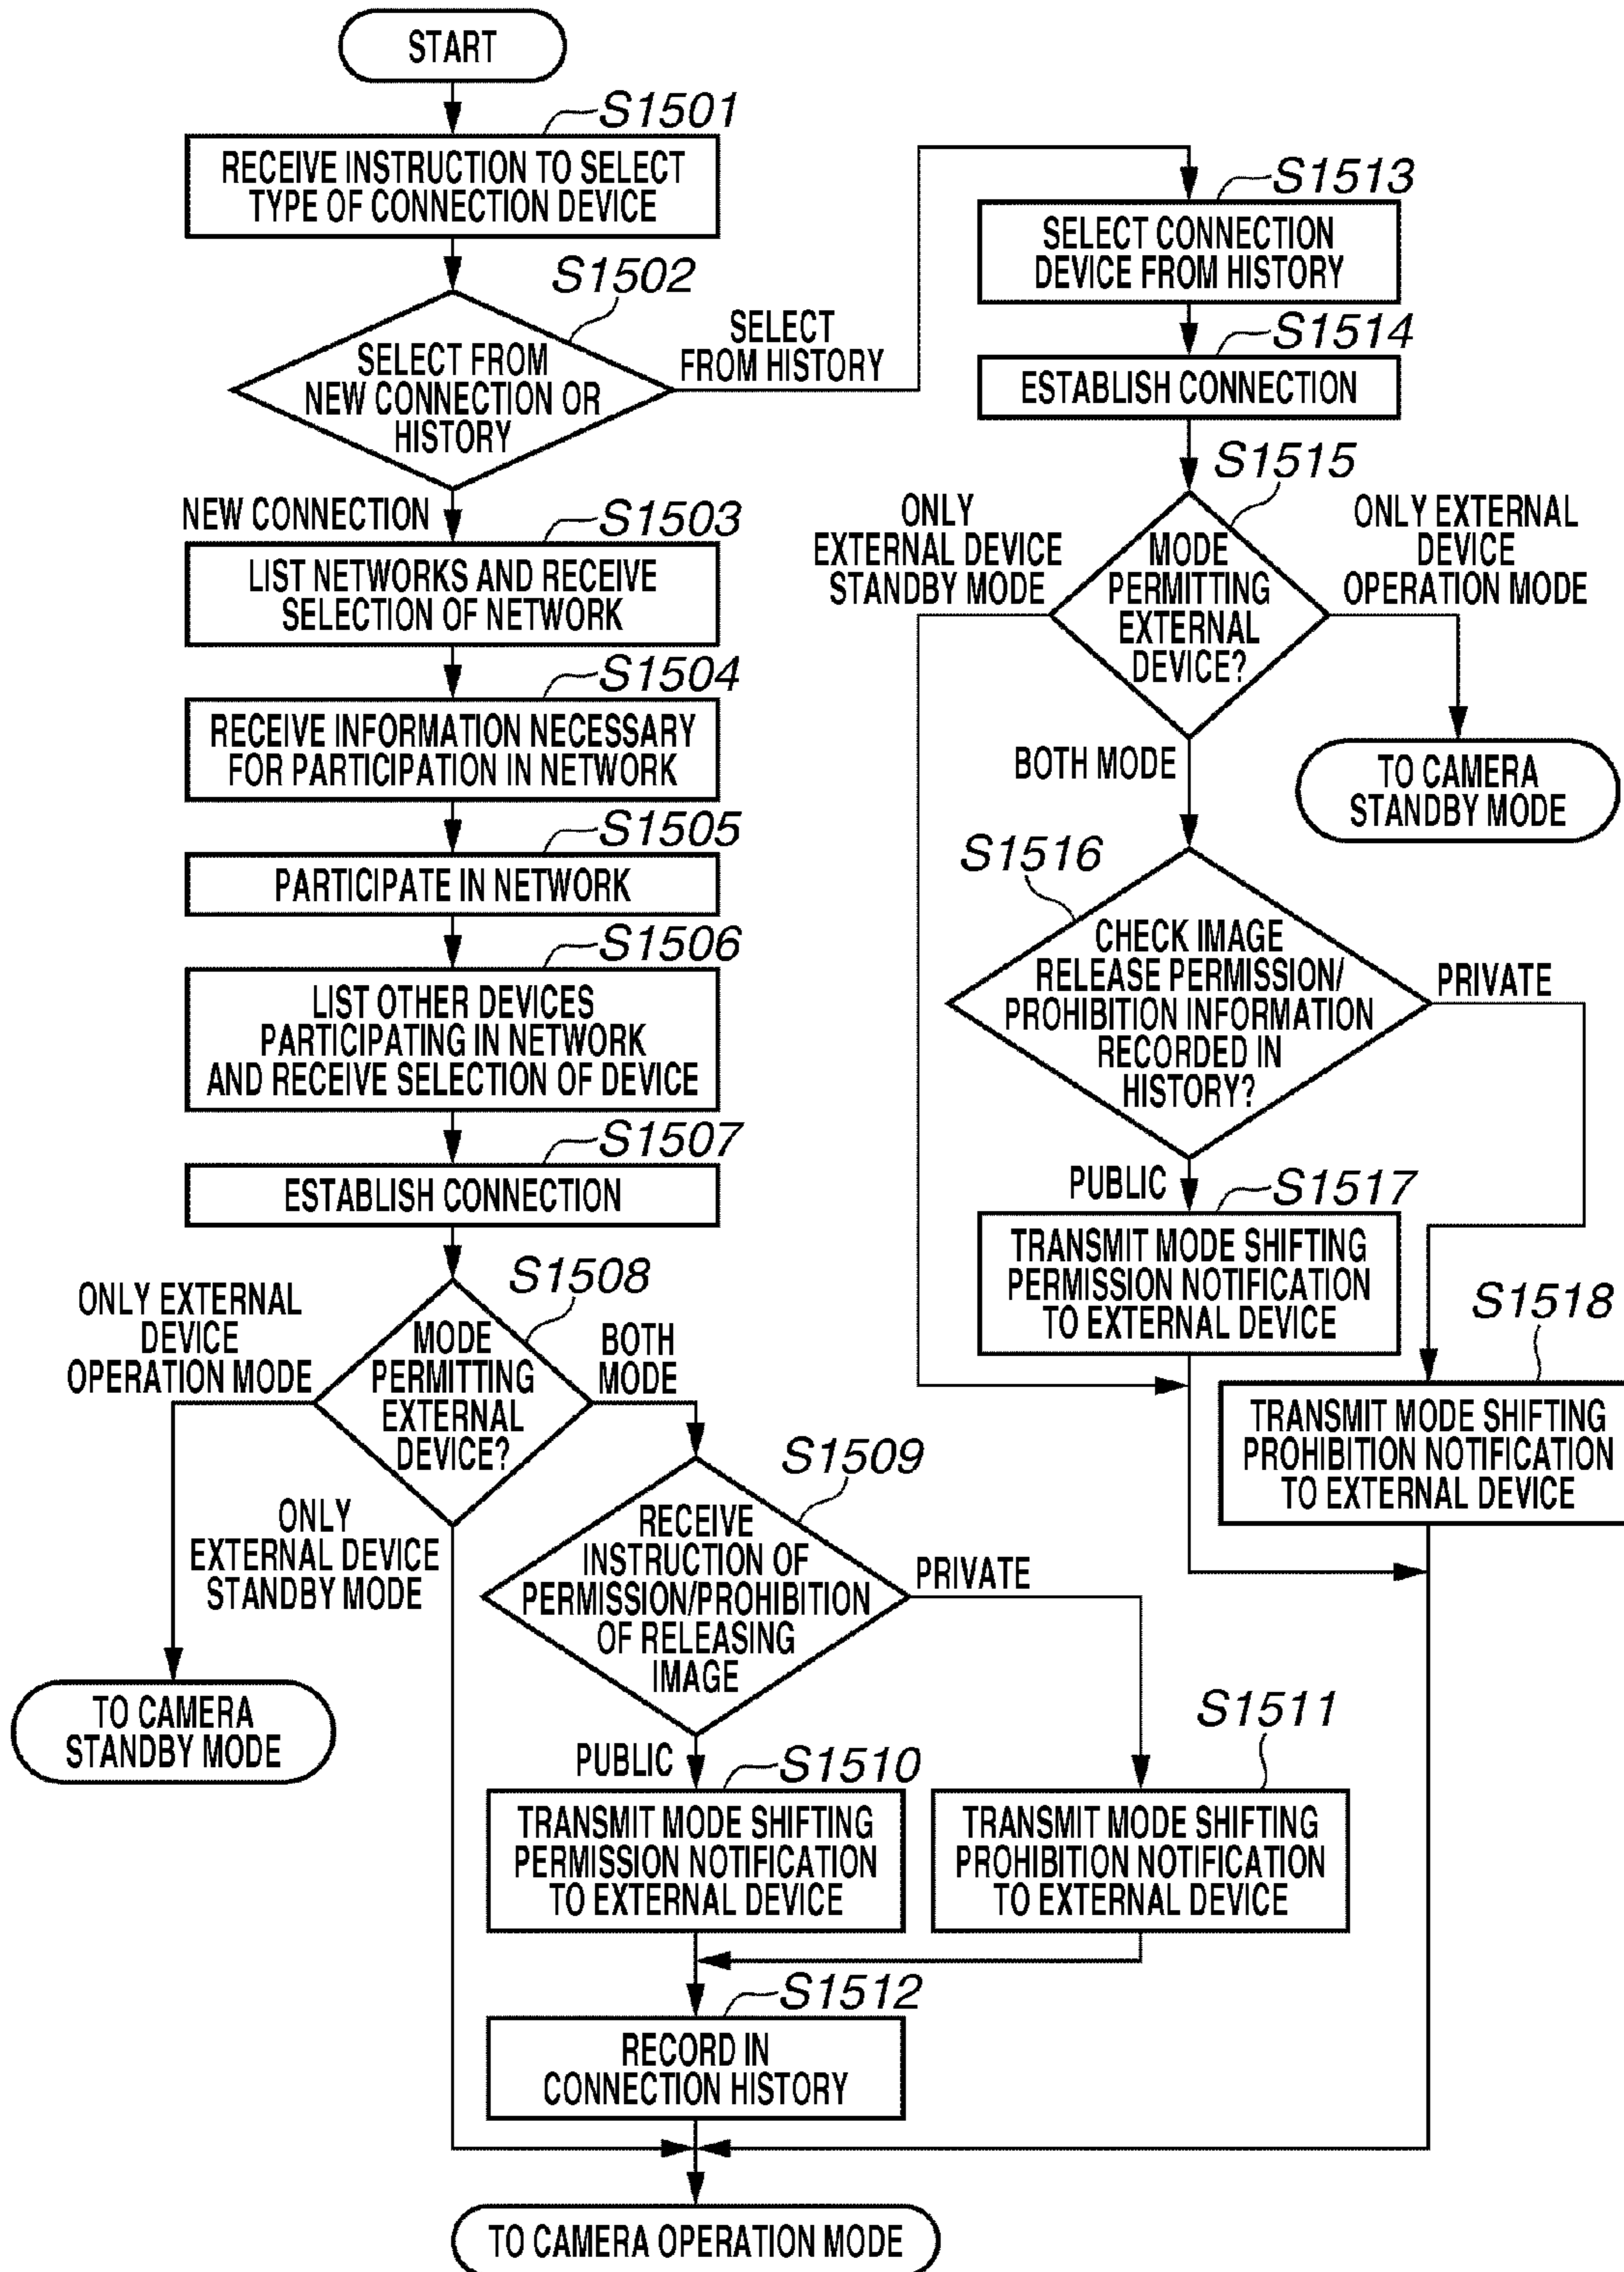 START
S1501
RECEIVE INSTRUCTION TO SELECT
TYPE OF CONNECTION DEVICE
S1502
SELECT FROM
NEW CONNECTION OR
HISTORY
SELECT
FROM HISTORY
NEW CONNECTION
S1503
LIST NETWORKS AND RECEIVE
SELECTION OF NETWORK
S1504
RECEIVE INFORMATION NECESSARY
FOR PARTICIPATION IN NETWORK
S1505
PARTICIPATE IN NETWORK
S1506
LIST OTHER DEVICES
PARTICIPATING IN NETWORK
AND RECEIVE SELECTION OF DEVICE
S1507
ESTABLISH CONNECTION
S1508
MODE
PERMITTING
EXTERNAL
DEVICE?
ONLY EXTERNAL
DEVICE
OPERATION MODE
BOTH
MODE
ONLY
EXTERNAL DEVICE
STANDBY MODE
TO CAMERA
STANDBY MODE
S1509
RECEIVE
INSTRUCTION OF
PERMISSION/PROHIBITION
OF RELEASING
IMAGE
PRIVATE
PUBLIC
S1510
TRANSMIT MODE SHIFTING
PERMISSION NOTIFICATION
TO EXTERNAL DEVICE
S1511
TRANSMIT MODE SHIFTING
PROHIBITION NOTIFICATION
TO EXTERNAL DEVICE
S1512
RECORD IN
CONNECTION HISTORY
S1513
SELECT CONNECTION
DEVICE FROM HISTORY
S1514
ESTABLISH CONNECTION
S1515
MODE
PERMITTING
EXTERNAL
DEVICE?
ONLY
EXTERNAL DEVICE
STANDBY MODE
ONLY EXTERNAL
DEVICE
OPERATION MODE
TO CAMERA
STANDBY MODE
BOTH MODE
S1516
CHECK IMAGE
RELEASE PERMISSION/
PROHIBITION INFORMATION
RECORDED IN
HISTORY?
PRIVATE
PUBLIC
S1517
TRANSMIT MODE SHIFTING
PERMISSION NOTIFICATION
TO EXTERNAL DEVICE
S1518
TRANSMIT MODE SHIFTING
PROHIBITION NOTIFICATION
TO EXTERNAL DEVICE
TO CAMERA OPERATION MODE